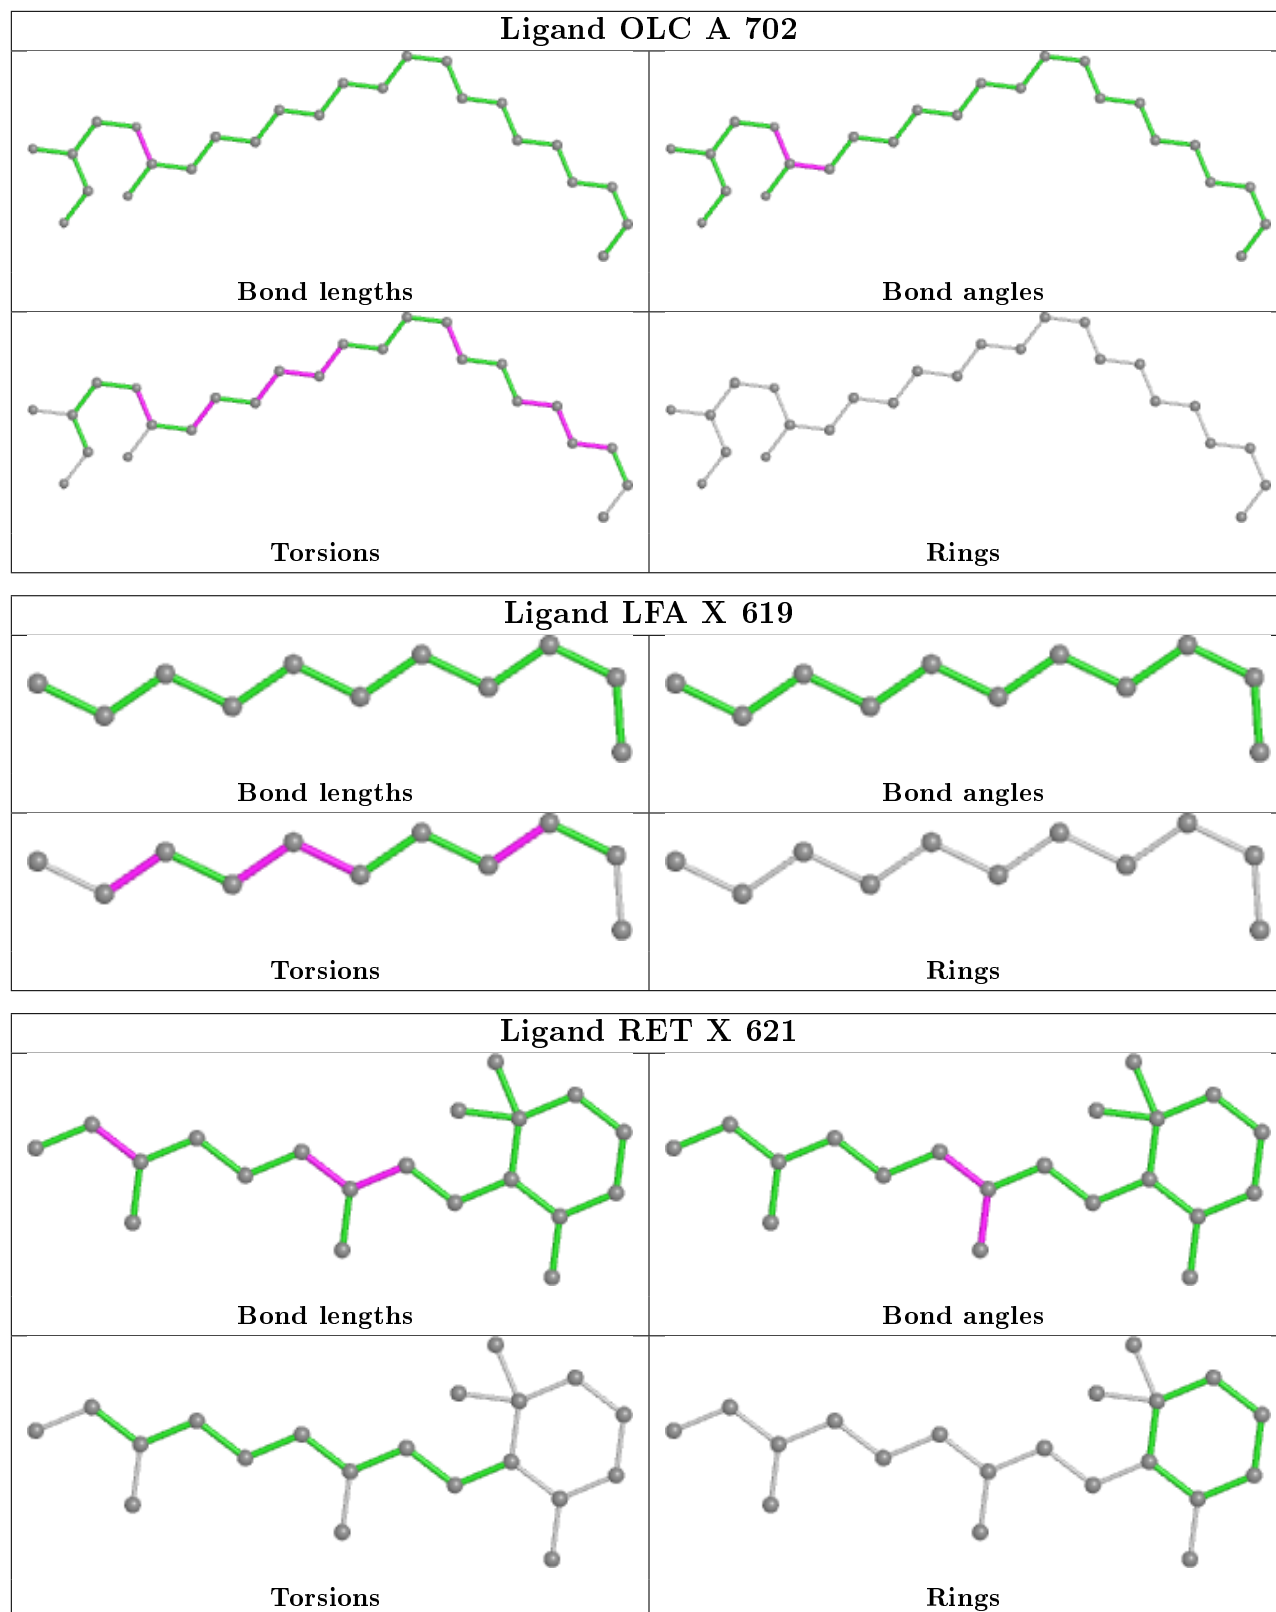 Ligand OLC A 702
Bond lengths
Bond angles
Torsions
Rings
Ligand LFA X 619
Bond lengths
Bond angles
Torsions
Rings
Ligand RET X 621
Bond lengths
Bond angles
Torsions
Rings